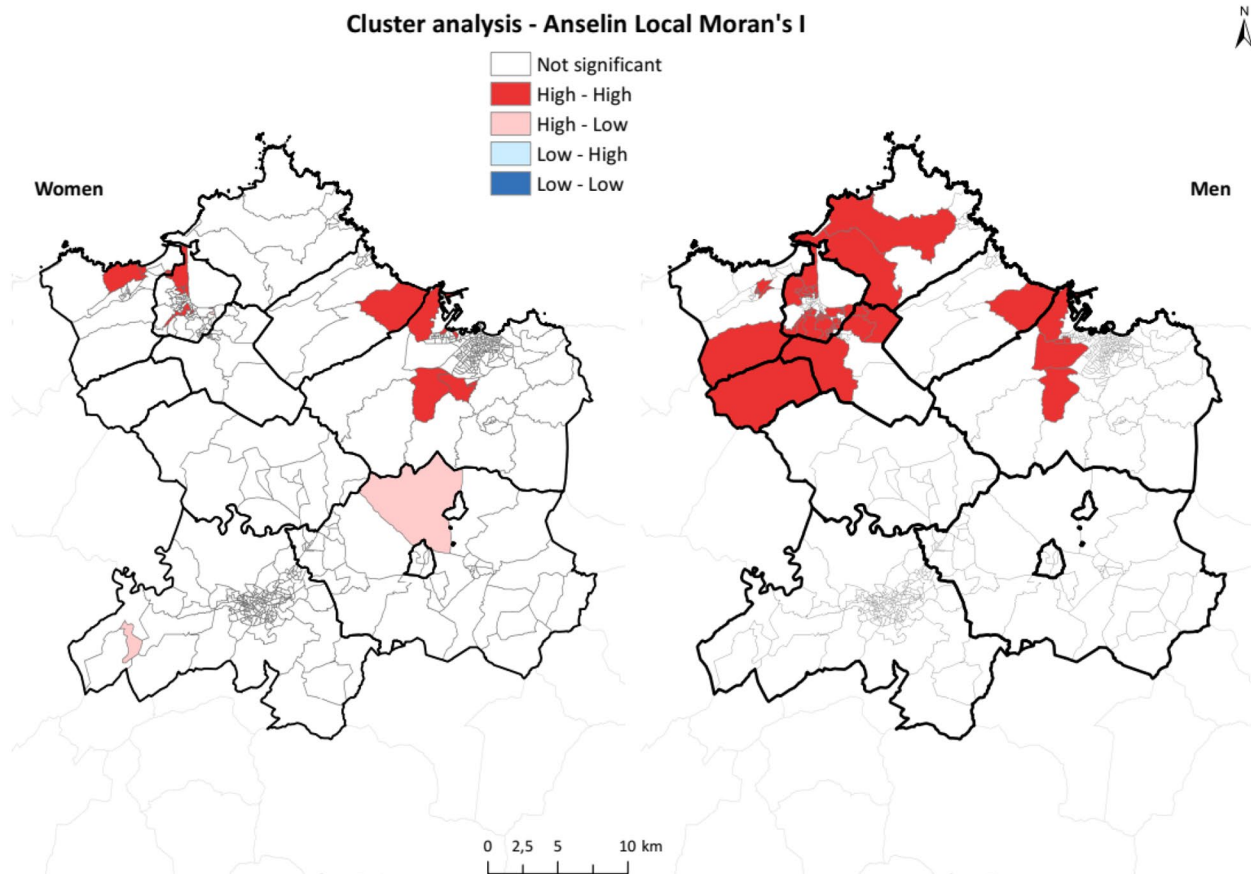 Cluster analysis - Anselin Local Moran's I
N
Not significant
High - High
High - Low
Low - High
Low - Low
Women
Men
0 2,5 5 10 km